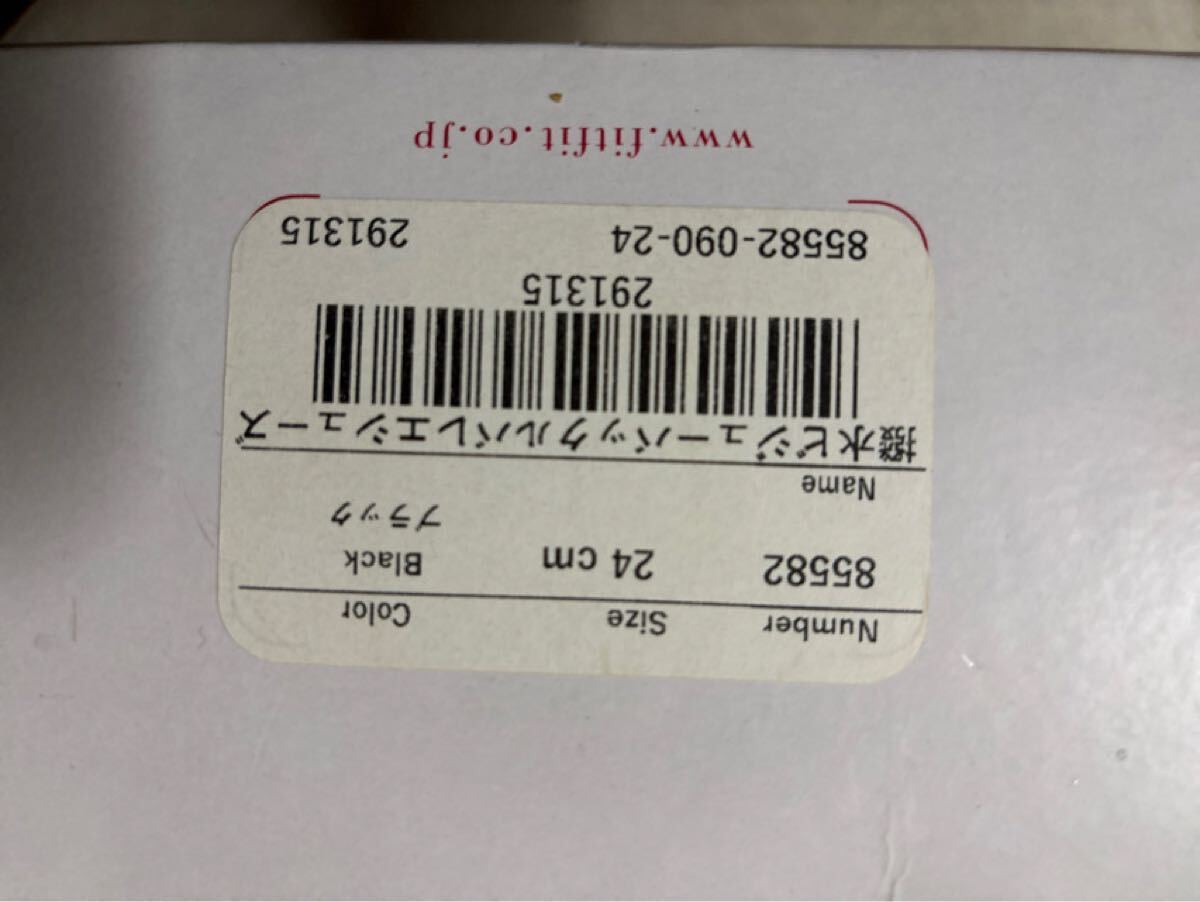 Number Size Color
85582 24 cm Black
ブラック
Name
撥水ビジューバックルバレエシューズ
291315
85582-090-24 291315
www.fitfit.co.jp